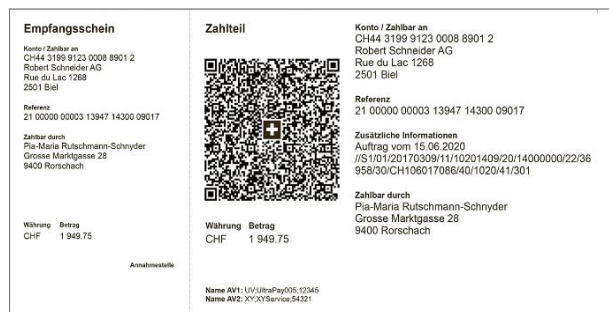 Empfangsschein
Konto / Zahlbar an
CH44 3199 9123 0008 8901 2
Robert Schneider AG
Rue du Lac 1268
2501 Biel
Referenz
21 00000 00003 13947 14300 09017
Zahlbar durch
Pia-Maria Rutschmann-Schnyder
Grosse Marktgasse 28
9400 Rorschach
Währung Betrag
CHF 1 949.75
Annahmestelle
Zahlteil
Währung Betrag
CHF 1 949.75
Name AV1: UV;UltraPay005;12345
Name AV2: XY;XYService;54321
Konto / Zahlbar an
CH44 3199 9123 0008 8901 2
Robert Schneider AG
Rue du Lac 1268
2501 Biel
Referenz
21 00000 00003 13947 14300 09017
Zusätzliche Informationen
Auftrag vom 15.06.2020
//S1/01/20170309/11/10201409/20/14000000/22/36
958/30/CH106017086/40/1020/41/301
Zahlbar durch
Pia-Maria Rutschmann-Schnyder
Grosse Marktgasse 28
9400 Rorschach